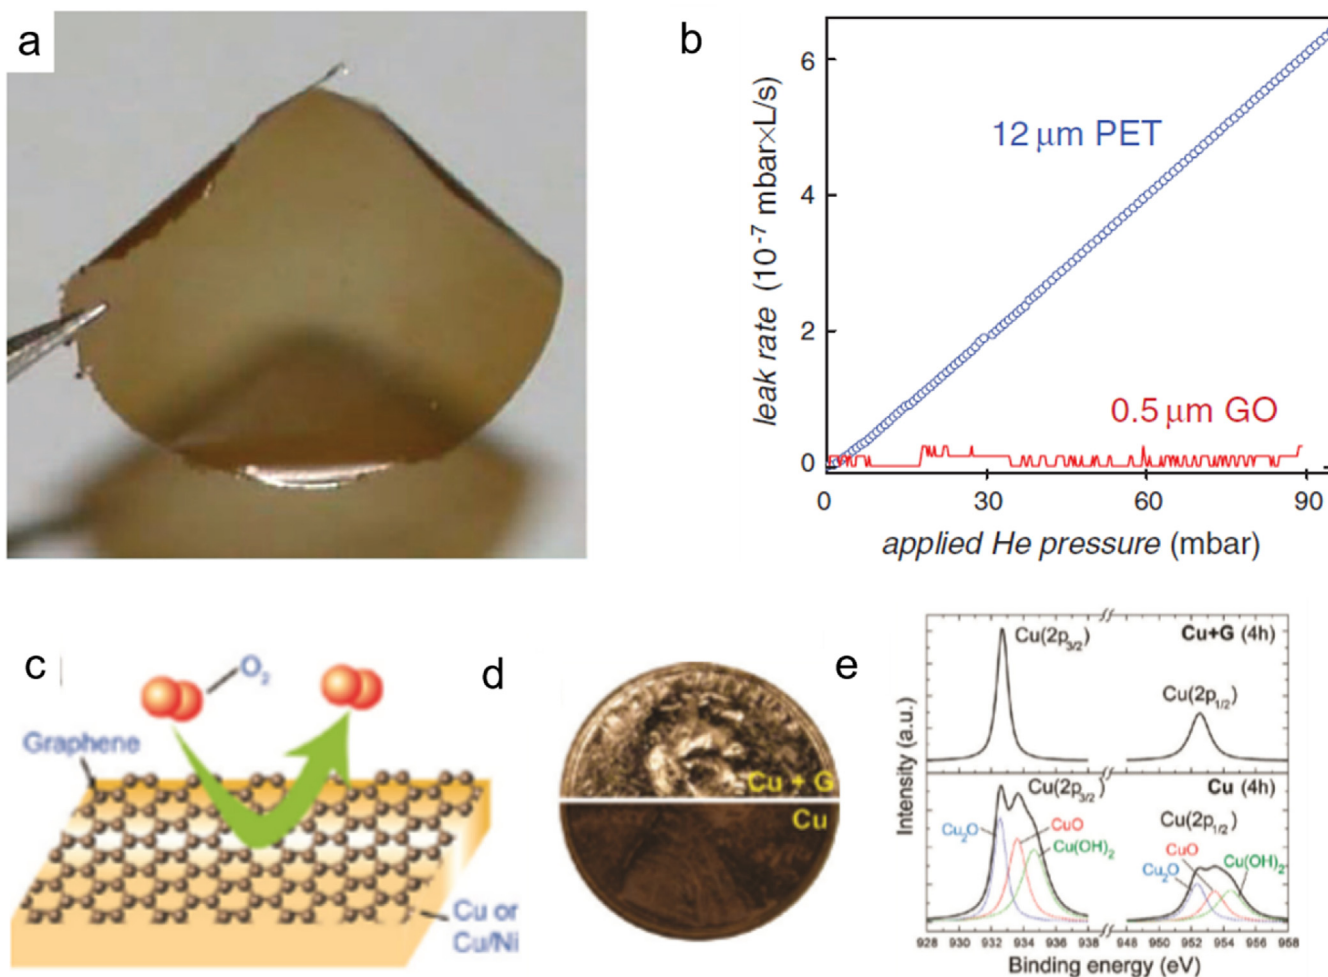 a
b
6
4
2
0
leak rate (10⁻⁷ mbar×L/s)
12 μm PET
0.5 μm GO
0
30
60
90
applied He pressure (mbar)
c
O₂
Graphene
Cu or
Cu/Ni
d
Cu + G
Cu
e
Intensity (a.u.)
Cu(2p₃/₂)
Cu+G (4h)
Cu(2p₁/₂)
Cu(2p₃/₂)
Cu (4h)
Cu₂O
CuO
Cu(OH)₂
Cu(2p₁/₂)
CuO
Cu₂O
Cu(OH)₂
928 930 932 934 936 938 948 950 952 954 956 958
Binding energy (eV)